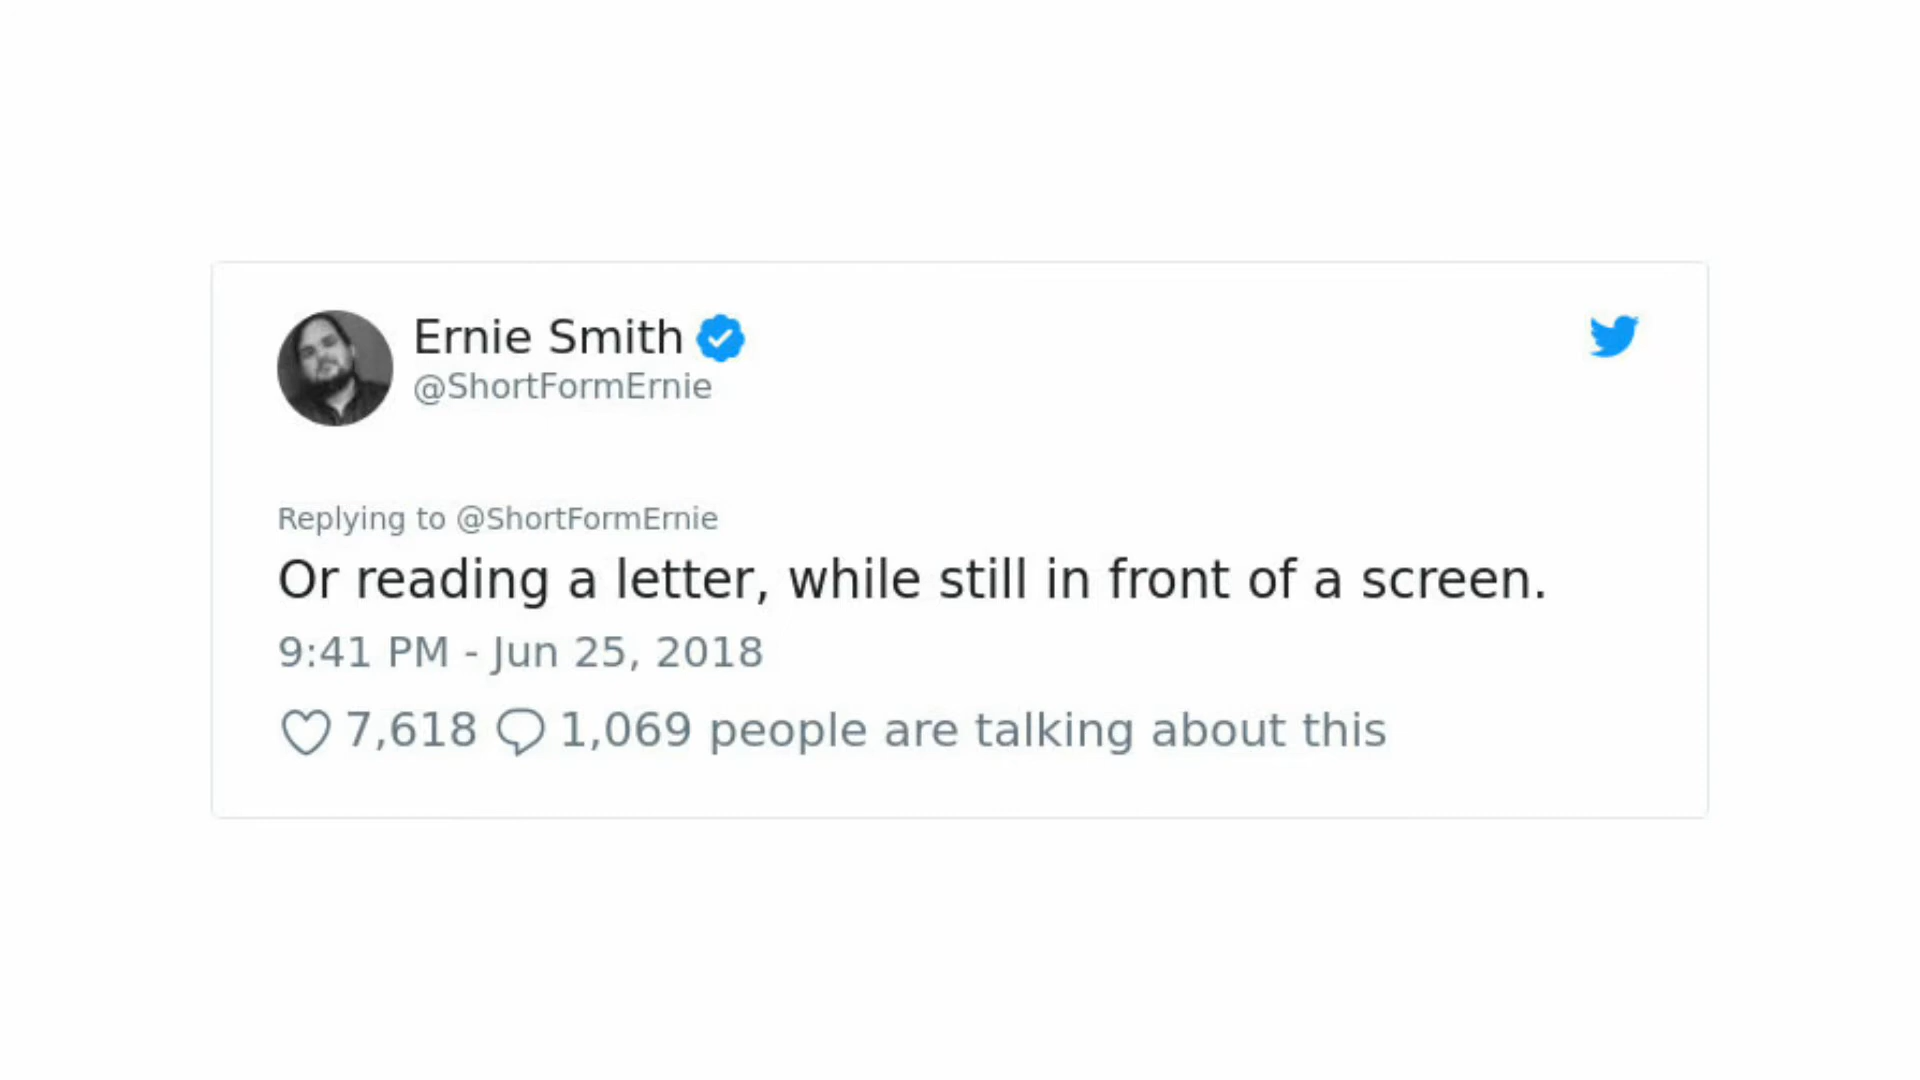 Ernie Smith
@ShortFormErnie
Replying to @ShortFormErnie
Or reading a letter, while still in front of a screen.
9:41 PM - Jun 25, 2018
7,618 1,069 people are talking about this